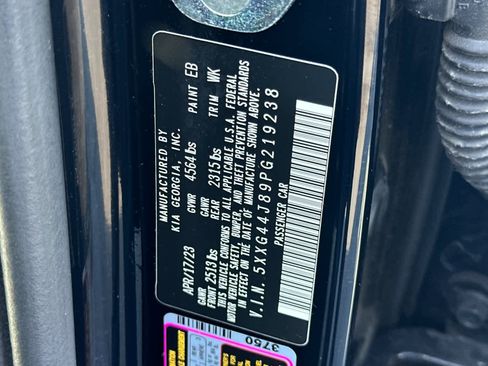 MANUFACTURED BY
KIA GEORGIA, INC.
APR/17/23 GVWR 4564 lbs PAINT EB
GAWR FRONT 2513 lbs GAWR REAR 2315 lbs TRIM WK
THIS VEHICLE CONFORMS TO ALL APPLICABLE U.S.A. FEDERAL
MOTOR VEHICLE SAFETY, BUMPER, AND THEFT PREVENTION STANDARDS
IN EFFECT ON THE DATE OF MANUFACTURE SHOWN ABOVE.
V.I.N. 5XXG44J89PG219238
PASSENGER CAR
3750